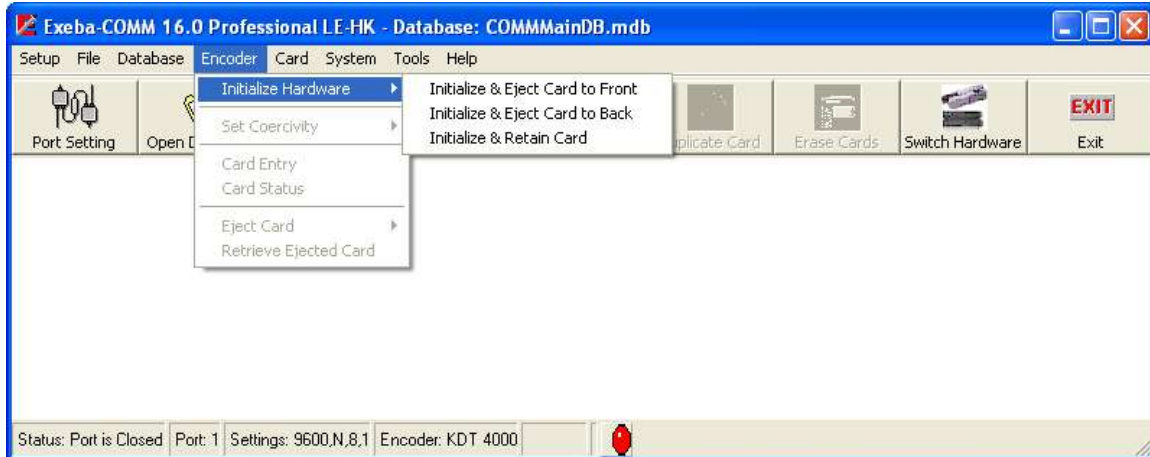 Exeba-COMM 16.0 Professional LE-HK - Database: COMMMainDB.mdb
Setup File Database Encoder Card System Tools Help
Initialize Hardware
Initialize & Eject Card to Front
Initialize & Eject Card to Back
Initialize & Retain Card
Set Coercivity
Card Entry
Card Status
Eject Card
Retrieve Ejected Card
Port Setting Open Erase Cards Switch Hardware EXIT Exit
Card
Status: Port is Closed Port: 1 Settings: 9600,N,8,1 Encoder: KDT 4000